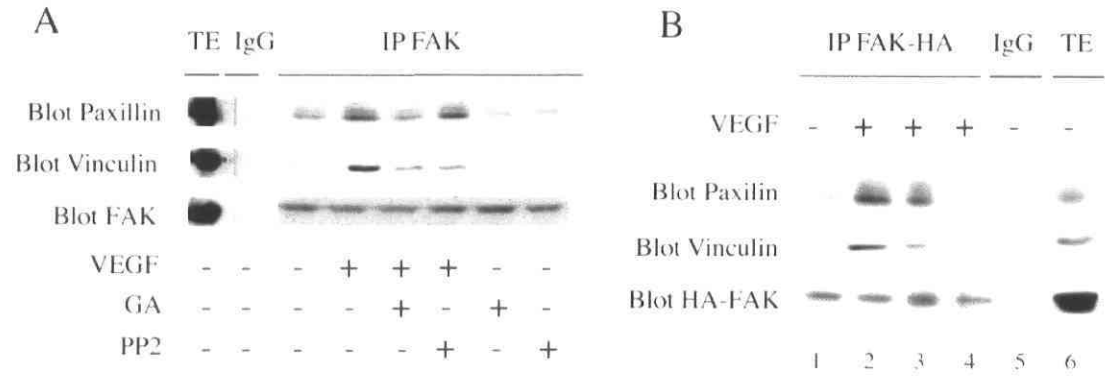 A
TE IgG IP FAK
Blot Paxillin
Blot Vinculin
Blot FAK
VEGF - - - + + + - -
GA - - - - + - + -
PP2 - - - - - + - +
B
IP FAK-HA IgG TE
VEGF - + + + - -
Blot Paxilin
Blot Vinculin
Blot HA-FAK
1 2 3 4 5 6